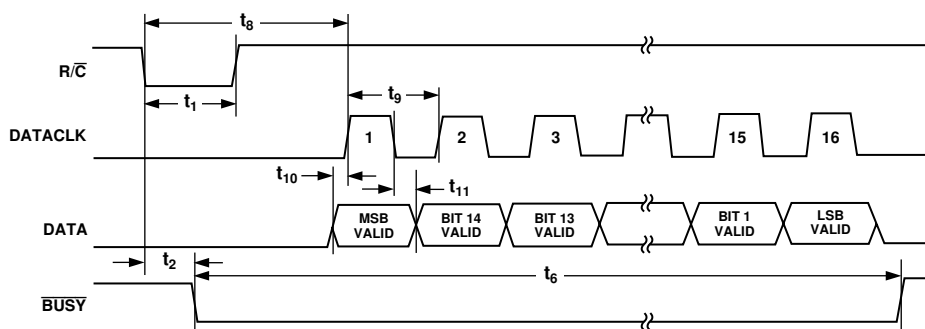 t8
R/C̅
t1
t9
DATACLK
1
2
3
15
16
t10
t11
DATA
MSB VALID
BIT 14 VALID
BIT 13 VALID
BIT 1 VALID
LSB VALID
t2
t6
B̅U̅S̅Y̅